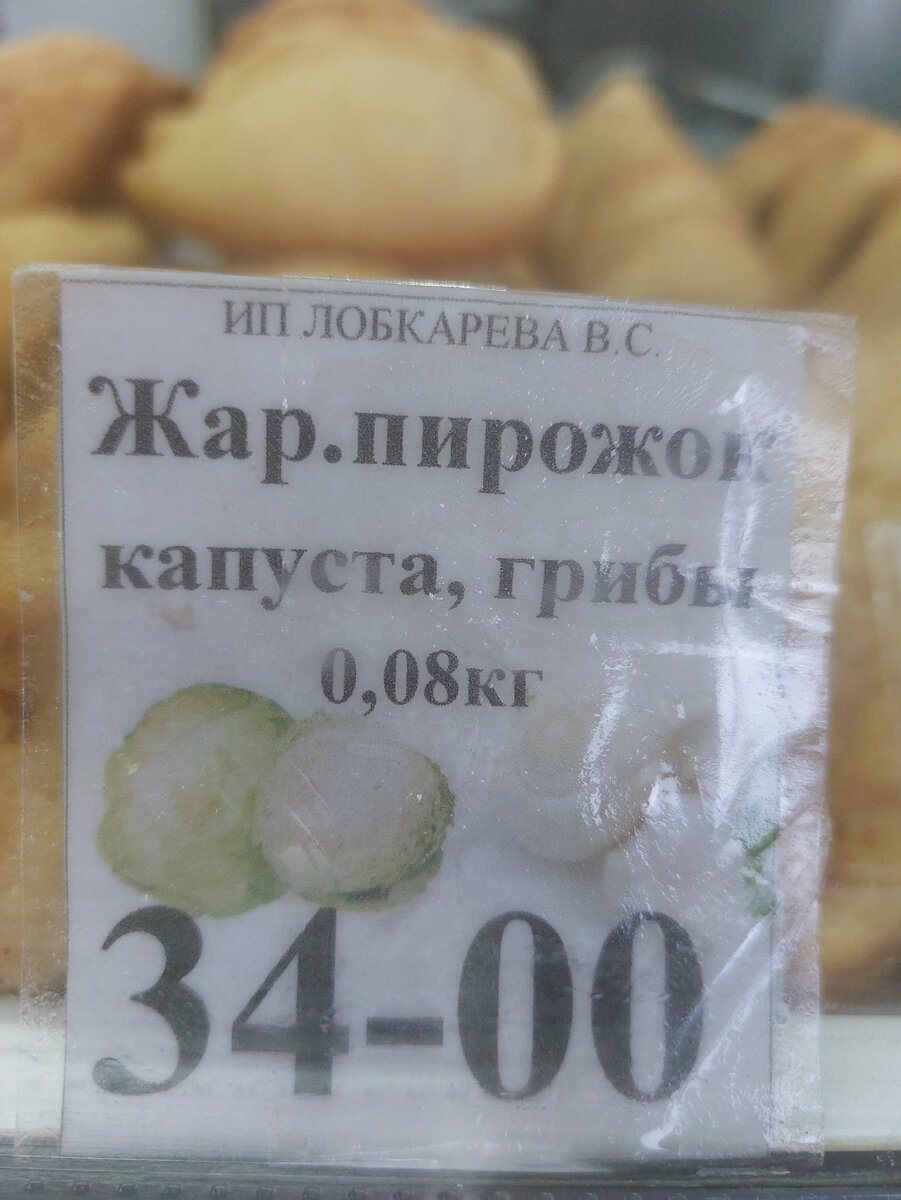 ИП ЛОБКАРЕВА В.С.
Жар.пирожок
капуста, грибы
0,08кг
34-00